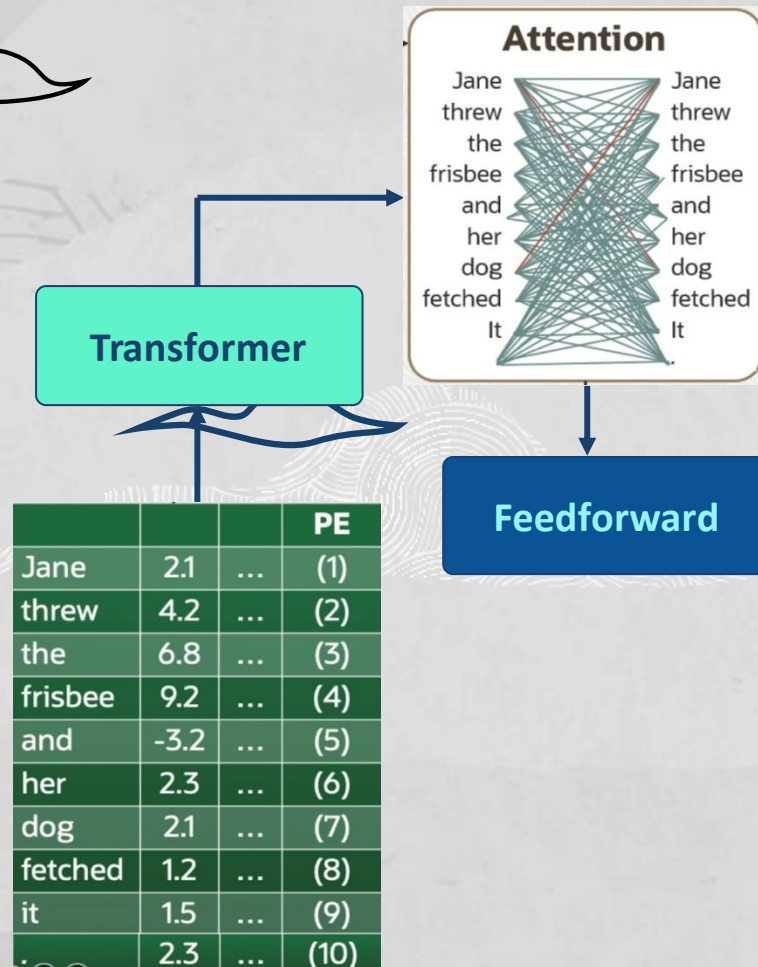 Attention
Jane Jane
threw threw
the the
frisbee frisbee
and and
her her
dog dog
fetched fetched
It It
.
Transformer
Feedforward
PE
Jane 2.1 ... (1)
threw 4.2 ... (2)
the 6.8 ... (3)
frisbee 9.2 ... (4)
and -3.2 ... (5)
her 2.3 ... (6)
dog 2.1 ... (7)
fetched 1.2 ... (8)
it 1.5 ... (9)
. 2.3 ... (10)